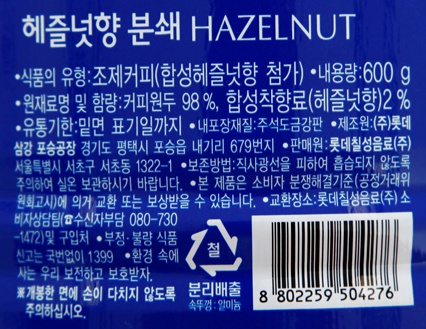 헤즐넛향 분쇄 HAZELNUT
•식품의 유형:조제커피(합성헤즐넛향 첨가) •내용량:600 g
•원재료명 및 함량:커피원두 98 %, 합성착향료(헤즐넛향)2 %
•유통기한:밑면 표기일까지 •내포장재질:주석도금강판 •제조원:(주)롯데
삼강 포승공장 경기도 평택시 포승읍 내기리 679번지 •판매원:롯데칠성음료(주)
서울특별시 서초구 서초동 1322-1 •보존방법:직사광선을 피하여 흡습되지 않도록
주의하여 실온 보관하시기 바랍니다. •본 제품은 소비자 분쟁해결기준(공정거래위
원회고시)에 의거 교환 또는 보상받을 수 있습니다. •교환장소:롯데칠성음료(주) 소
비자상담팀(☎수신자부담 080-730
-1472)및 구입처 •부정·불량 식품
신고는 국번없이 1399 •환경 속에
사는 우리 보전하고 보호받자.
※개봉한 면에 손이 다치지 않도록
주의하십시오.
철
분리배출
속뚜껑 : 알미늄
8 802259 504276